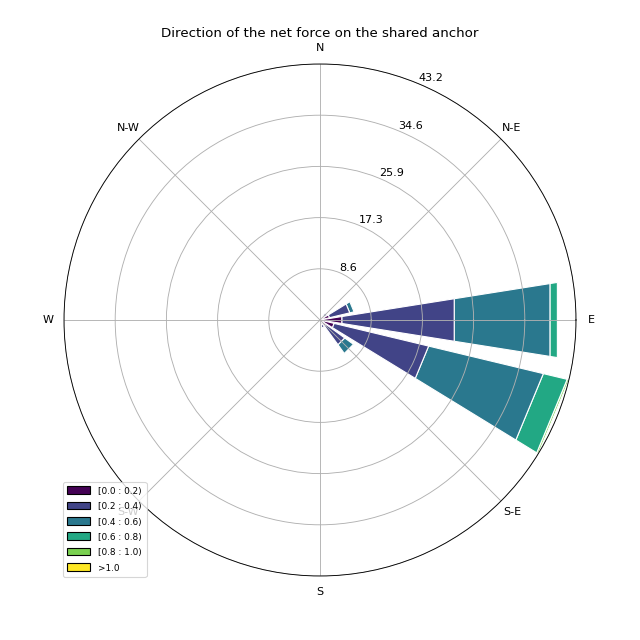 Direction of the net force on the shared anchor
N
43.2
N-W
N-E
34.6
25.9
17.3
8.6
W
E
[0.0 : 0.2)
[0.2 : 0.4)
[0.4 : 0.6)
[0.6 : 0.8)
[0.8 : 1.0)
>1.0
S-W
S-E
S